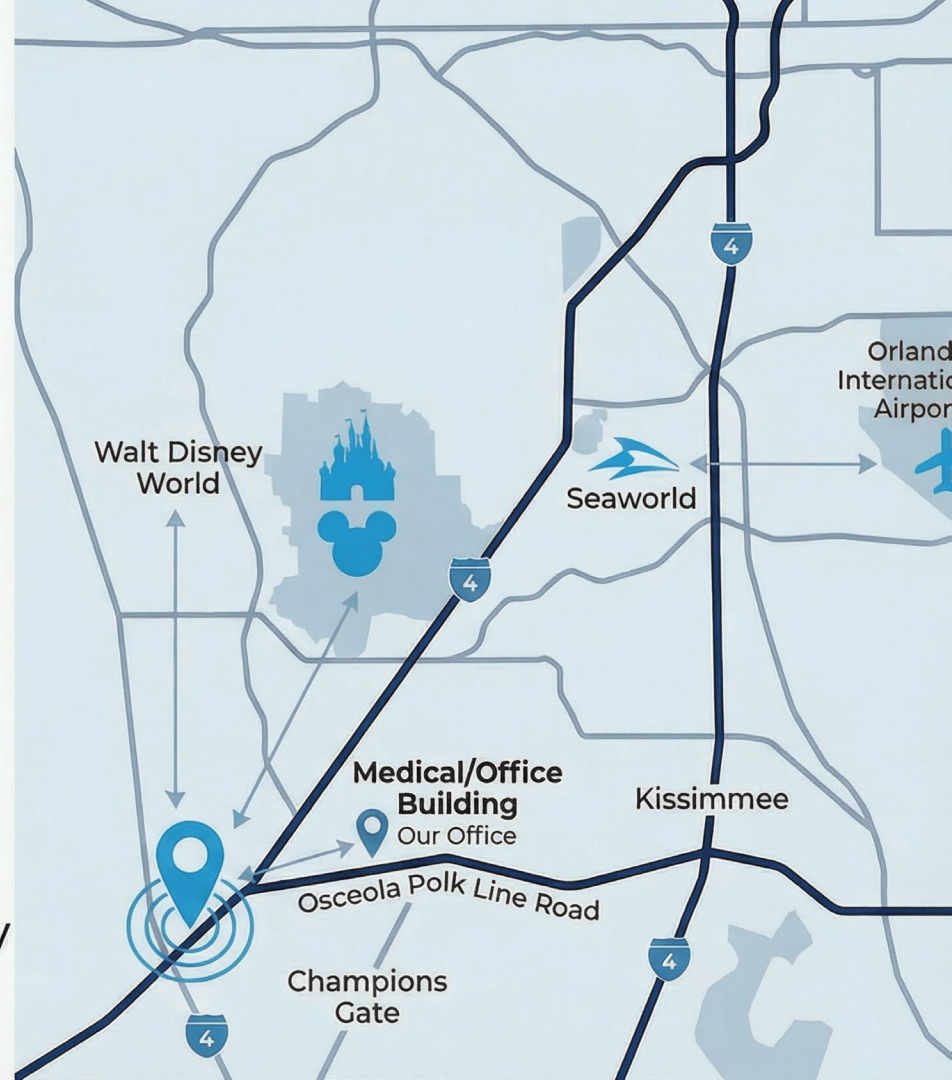 4
Orland
Internatio
Airpor
Walt Disney
World
Seaworld
4
Medical/Office
Building
Our Office
Kissimmee
Osceola Polk Line Road
4
Champions
Gate
4